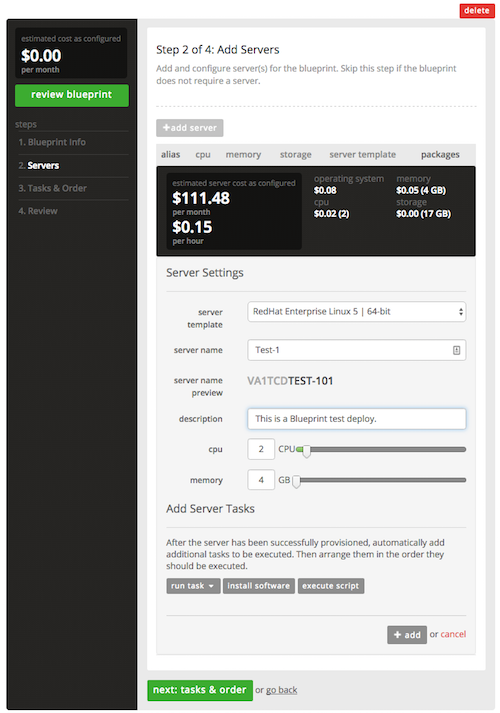 delete
estimated cost as configured
$0.00
per month
review blueprint
steps
1. Blueprint Info
2. Servers
3. Tasks & Order
4. Review
Step 2 of 4: Add Servers
Add and configure server(s) for the blueprint. Skip this step if the blueprint
does not require a server.
+add server
alias cpu memory storage server template packages
estimated server cost as configured
$111.48
per month
$0.15
per hour
operating system
$0.08
cpu
$0.02 (2)
memory
$0.05 (4 GB)
storage
$0.00 (17 GB)
Server Settings
server
template
RedHat Enterprise Linux 5 | 64-bit
server name
Test-1
server name
preview
VA1TCDTEST-101
description
This is a Blueprint test deploy.
cpu
2 CPU
memory
4 GB
Add Server Tasks
After the server has been successfully provisioned, automatically add
additional tasks to be executed. Then arrange them in the order they
should be executed.
run task install software execute script
+ add or cancel
next: tasks & order or go back